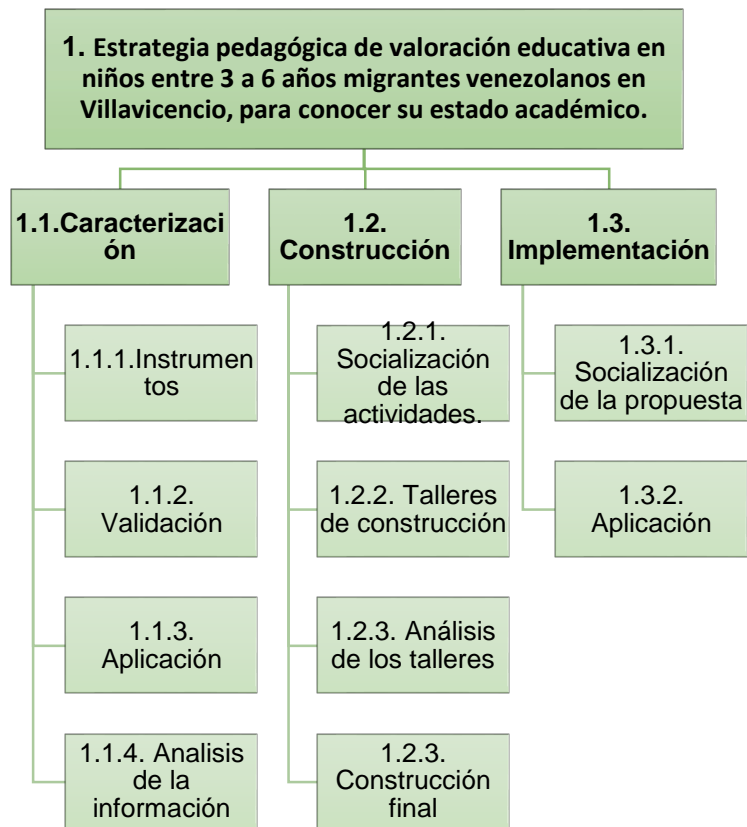 1. Estrategia pedagógica de valoración educativa en
niños entre 3 a 6 años migrantes venezolanos en
Villavicencio, para conocer su estado académico.
1.1.Caracterizaci
ón
1.1.1.Instrumen
tos
1.1.2.
Validación
1.1.3.
Aplicación
1.1.4. Analisis
de la
información
1.2.
Construcción
1.2.1.
Socialización
de las
actividades.
1.2.2. Talleres
de construcción
1.2.3. Análisis
de los talleres
1.2.3.
Construcción
final
1.3.
Implementación
1.3.1.
Socialización
de la propuesta
1.3.2.
Aplicación